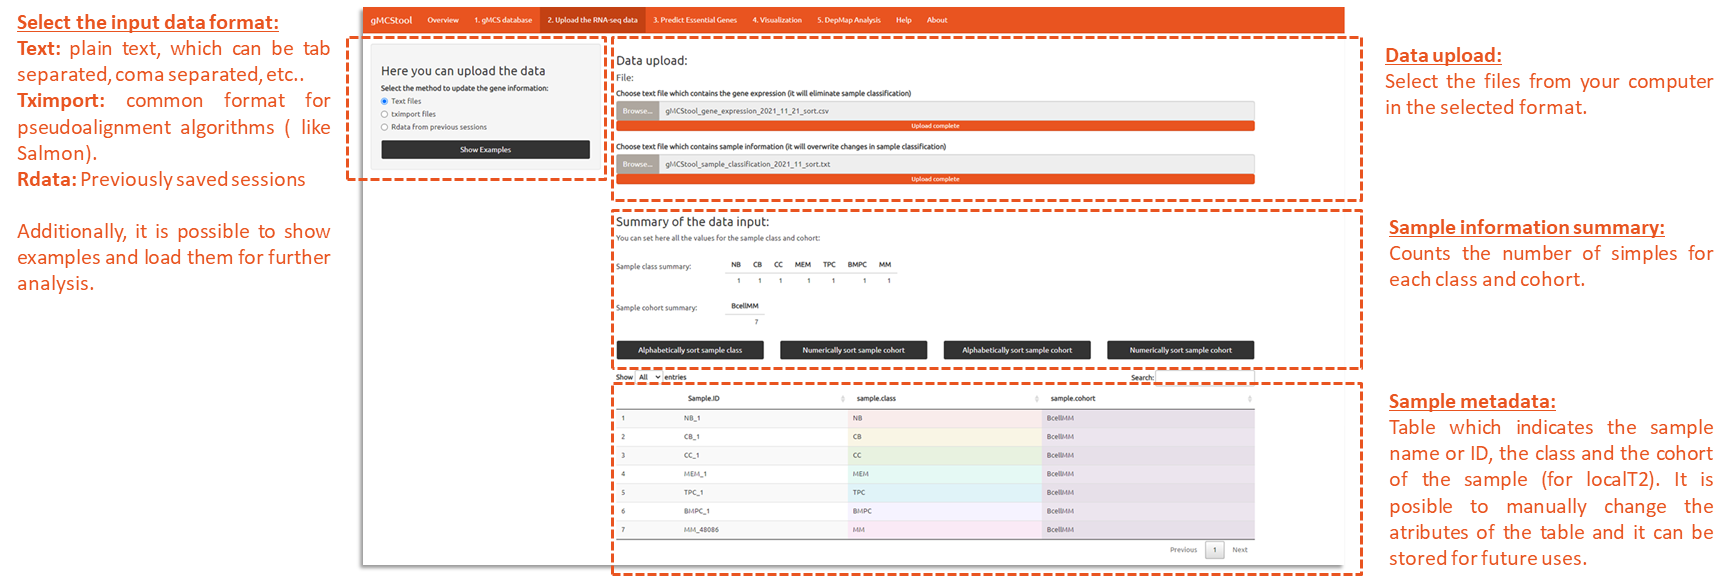 Select the input data format:
Text: plain text, which can be tab
separated, coma separated, etc..
Tximport: common format for
pseudoalignment algorithms ( like
Salmon).
Rdata: Previously saved sessions
Additionally, it is possible to show
examples and load them for further
analysis.
gMCStool Overview 1. gMCS database 2. Upload the RNA-seq data 3. Predict Essential Genes 4. Visualization 5. DepMap Analysis Help About
Here you can upload the data
Select the method to update the gene information:
Text files
tximport files
Rdata from previous sessions
Show Examples
Data upload:
File:
Choose text file which contains the gene expression (it will eliminate sample classification)
Browse... gMCStool_gene_expression_2021_11_21_sort.csv
Upload complete
Choose text file which contains sample information (it will overwrite changes in sample classification)
Browse... gMCStool_sample_classification_2021_11_sort.txt
Upload complete
Summary of the data input:
You can set here all the values for the sample class and cohort:
Sample class summary: NB CB CC MEM TPC BMPC MM
1 1 1 1 1 1 1
Sample cohort summary: BcellMM
7
Alphabetically sort sample class Numerically sort sample cohort Alphabetically sort sample cohort Numerically sort sample cohort
Show All entries Search:
Sample.ID sample.class sample.cohort
1 NB_1 NB BcellMM
2 CB_1 CB BcellMM
3 CC_1 CC BcellMM
4 MEM_1 MEM BcellMM
5 TPC_1 TPC BcellMM
6 BMPC_1 BMPC BcellMM
7 MM_48086 MM BcellMM
Previous 1 Next
Data upload:
Select the files from your computer
in the selected format.
Sample information summary:
Counts the number of simples for
each class and cohort.
Sample metadata:
Table which indicates the sample
name or ID, the class and the cohort
of the sample (for localT2). It is
posible to manually change the
atributes of the table and it can be
stored for future uses.